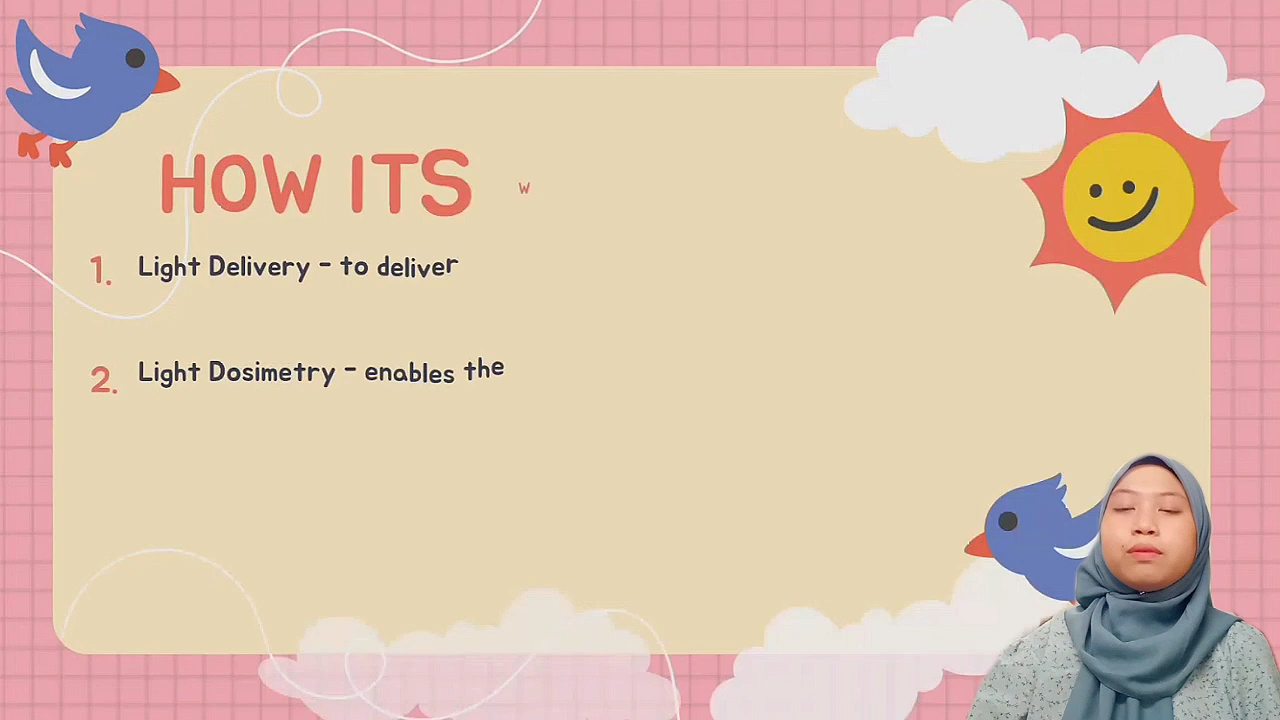 HOW ITS w
1. Light Delivery - to deliver
2. Light Dosimetry - enables the